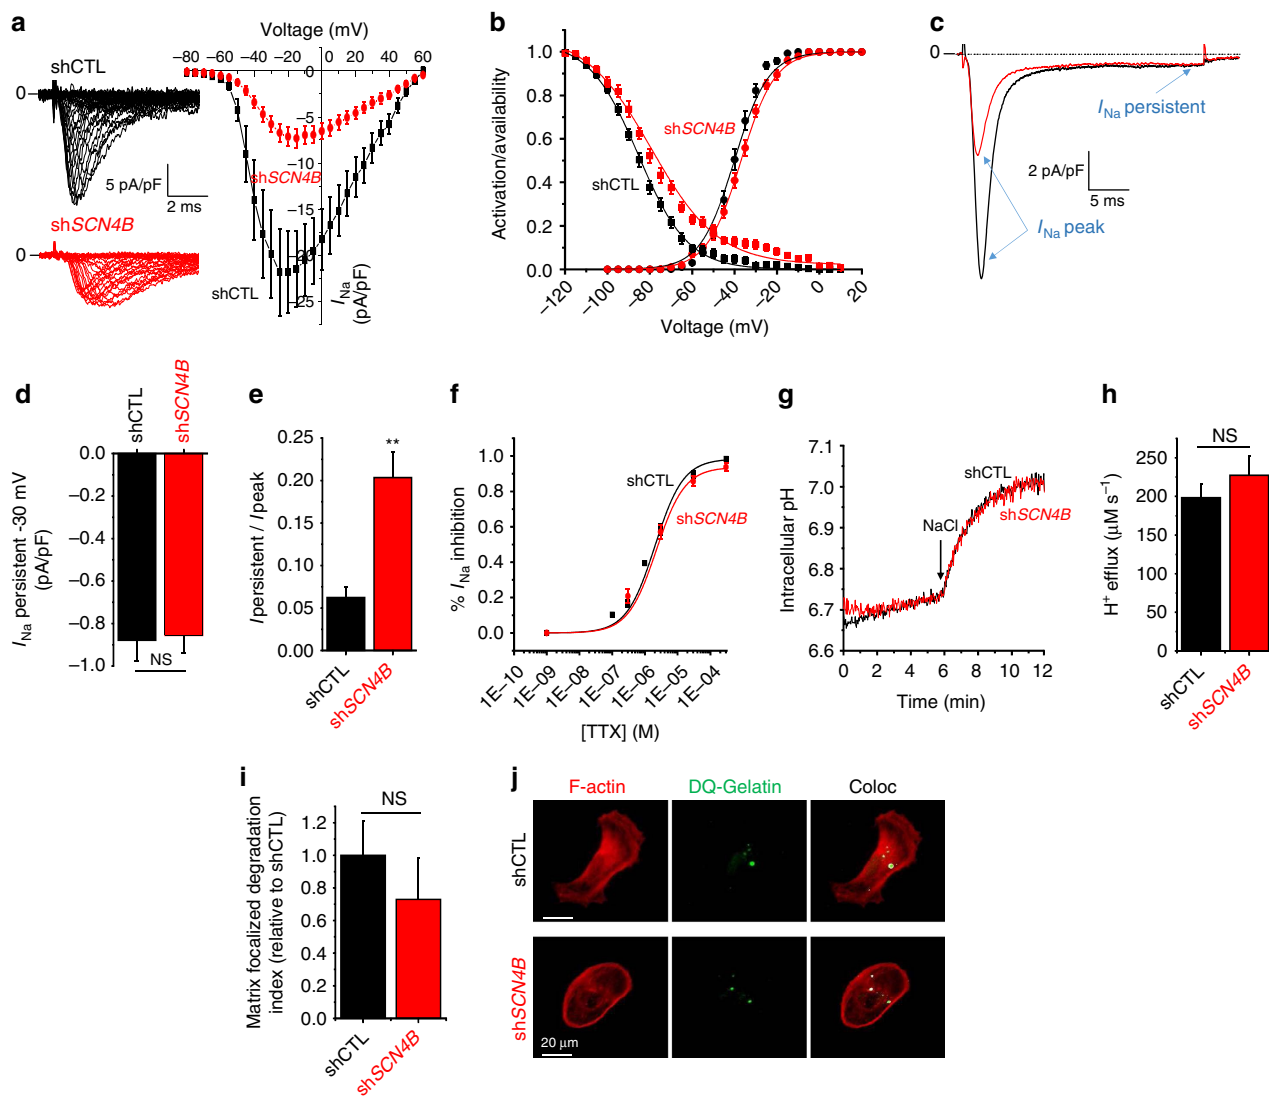 a
shCTL
0
5 pA/pF
2 ms
shSCN4B
0
Voltage (mV)
−80 −60 −40 −20 0 20 40 60
0
−5
−10
−15
−20
−25
shSCN4B
shCTL
INa
(pA/pF)
b
Activation/availability
1.0
0.8
0.6
0.4
0.2
0.0
shSCN4B
shCTL
−120 −100 −80 −60 −40 −20 0 20
Voltage (mV)
c
0
INa persistent
2 pA/pF
5 ms
INa peak
d
shCTL
shSCN4B
INa persistent -30 mV
(pA/pF)
0.0
−0.2
−0.4
−0.6
−0.8
−1.0
NS
e
Ipersistent / Ipeak
0.25
0.20
0.15
0.10
0.05
0.00
**
shCTL
shSCN4B
f
% INa inhibition
1.0
0.8
0.6
0.4
0.2
0.0
shCTL
shSCN4B
1E−10 1E−09 1E−08 1E−07 1E−06 1E−05 1E−04
[TTX] (M)
g
Intracellular pH
7.1
7.0
6.9
6.8
6.7
6.6
shCTL
shSCN4B
NaCl
0 2 4 6 8 10 12
Time (min)
h
NS
H+ efflux (μM s−1)
250
200
150
100
50
0
shCTL
shSCN4B
i
Matrix focalized degradation
index (relative to shCTL)
NS
1.2
1.0
0.8
0.6
0.4
0.2
0.0
shCTL
shSCN4B
j
F-actin DQ-Gelatin Coloc
shCTL
shSCN4B
20 μm